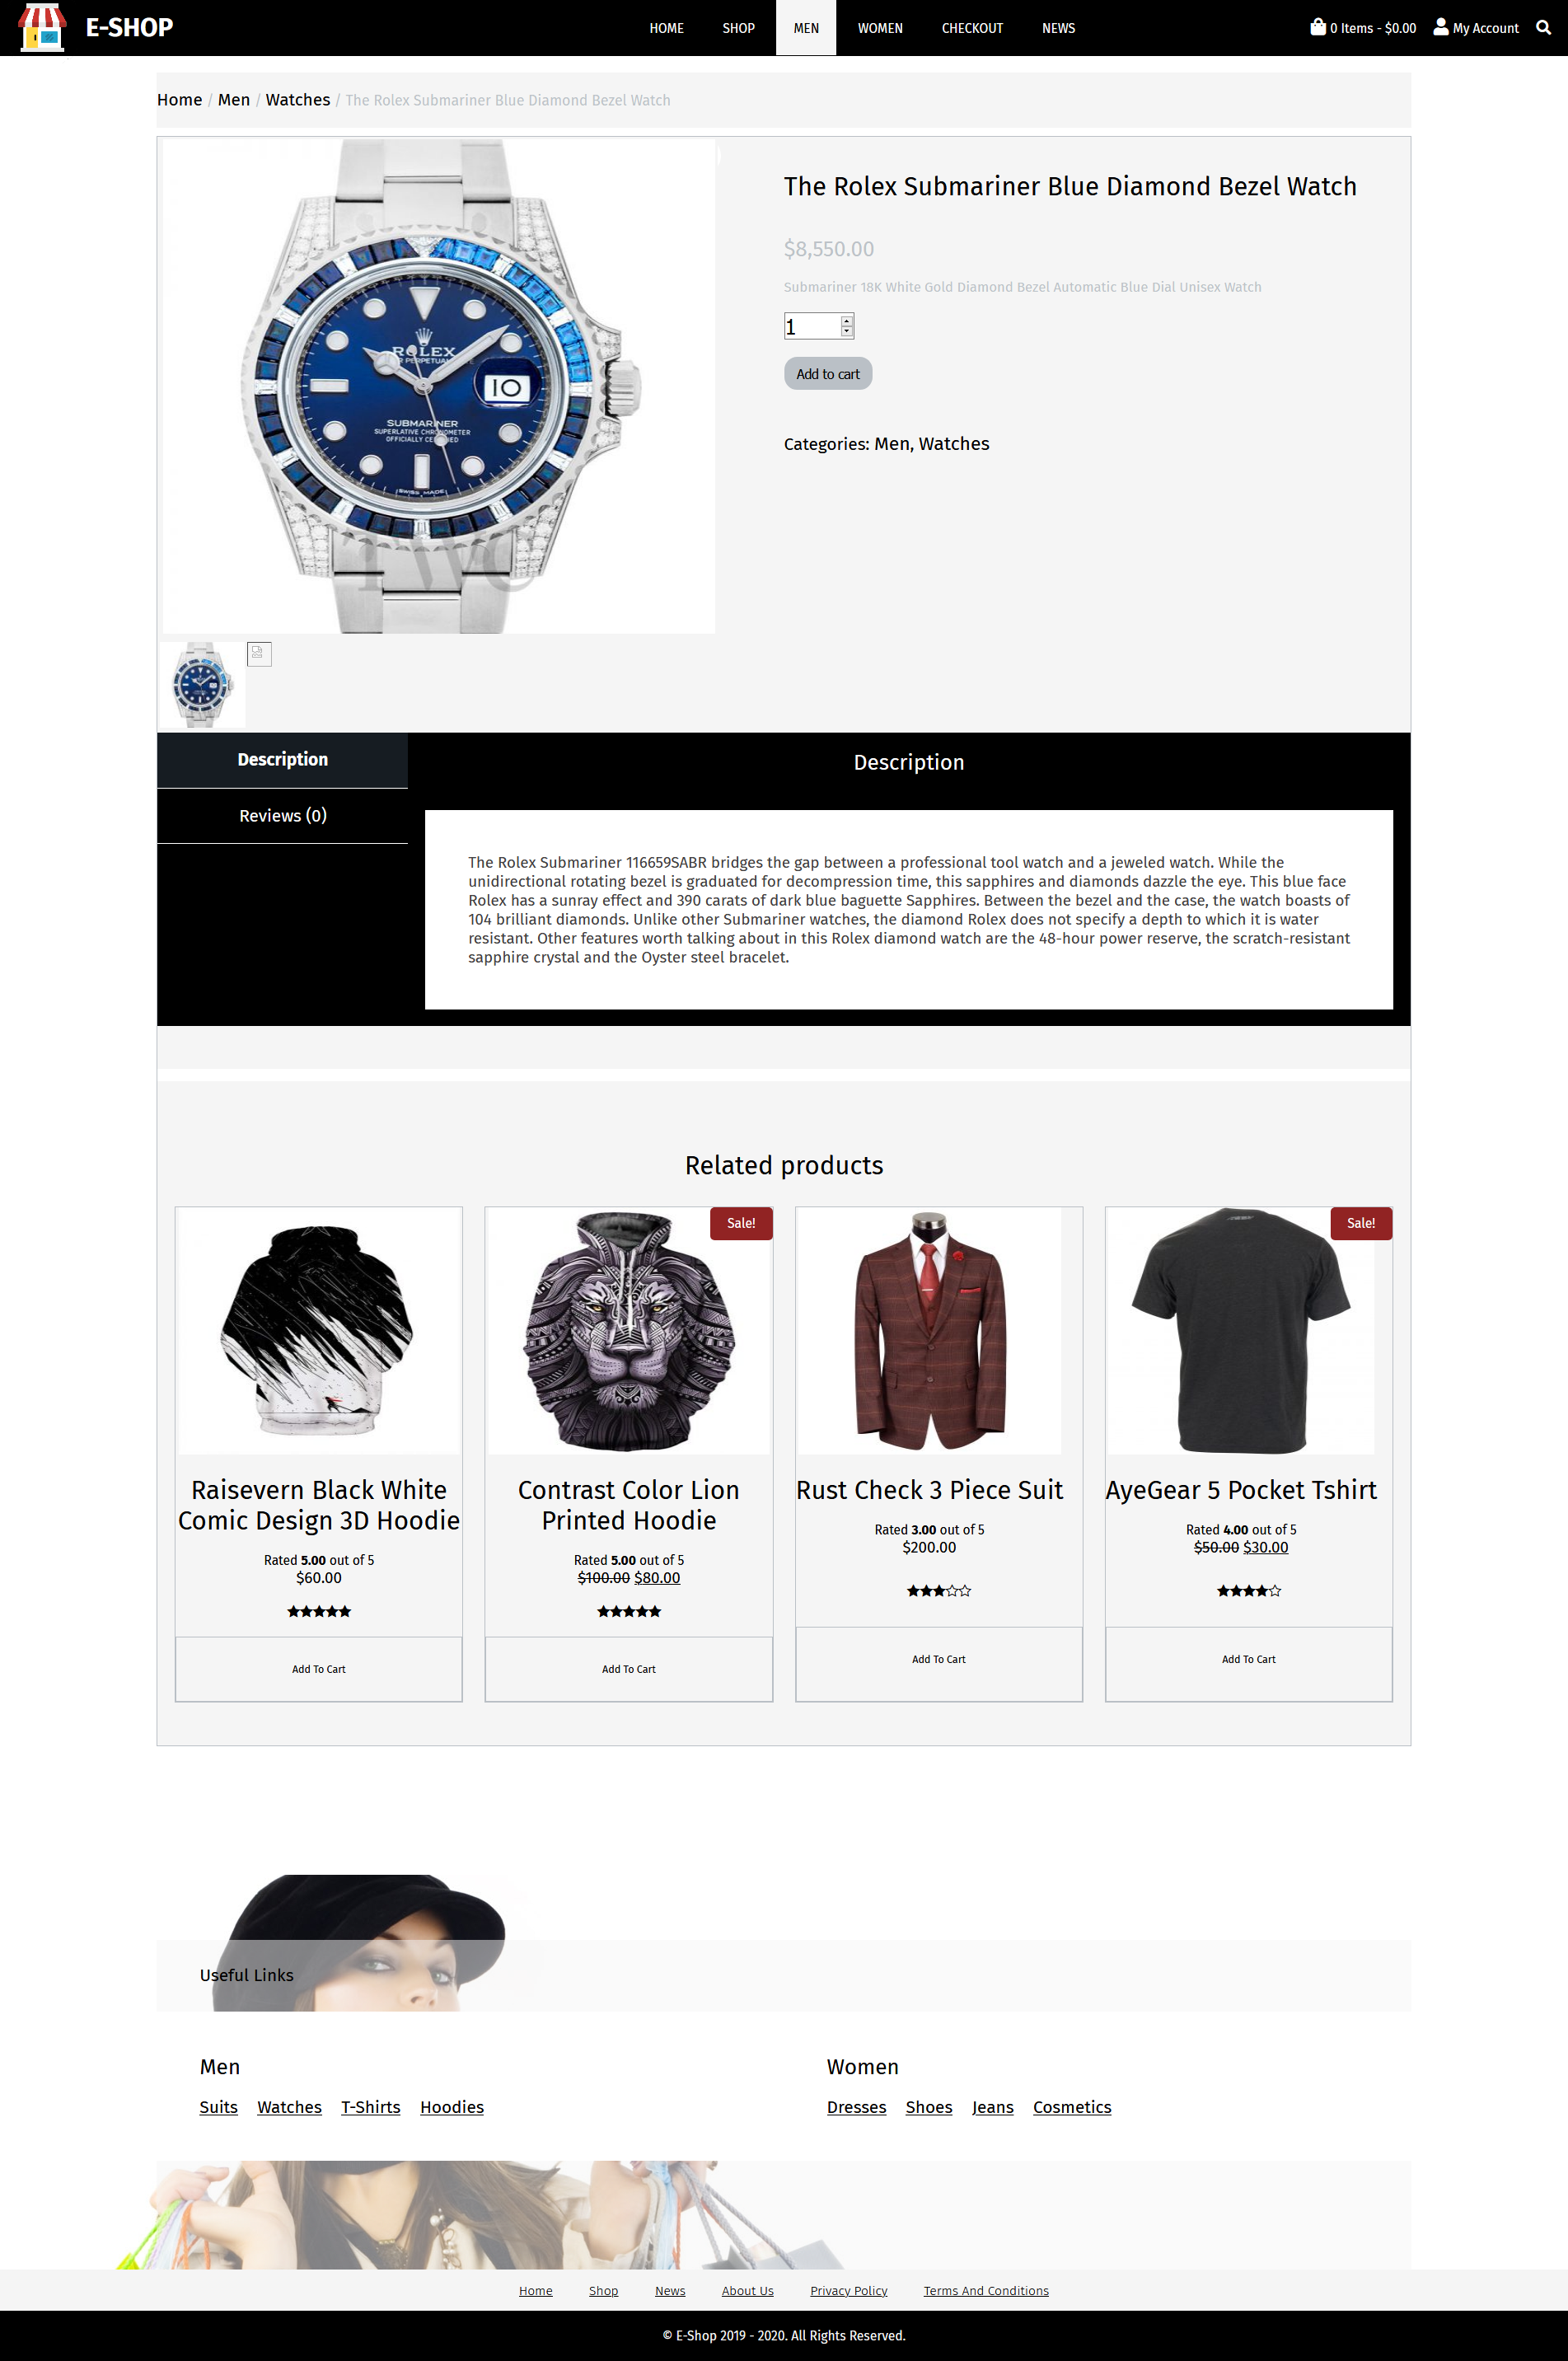 E-SHOP
HOME
SHOP
MEN
WOMEN
CHECKOUT
NEWS
0 Items - $0.00
My Account
Home / Men / Watches / The Rolex Submariner Blue Diamond Bezel Watch
ROLEX
SUBMARINER
SUPERLATIVE CHRONOMETER
SWISS MADE
10
TWC
The Rolex Submariner Blue Diamond Bezel Watch
$8,550.00
Submariner 18K White Gold Diamond Bezel Automatic Blue Dial Unisex Watch
1
Add to cart
Categories: Men, Watches
Description
Reviews (0)
Description
The Rolex Submariner 116659SABR bridges the gap between a professional tool watch and a jeweled watch. While the
unidirectional rotating bezel is graduated for decompression time, this sapphires and diamonds dazzle the eye. This blue face
Rolex has a sunray effect and 390 carats of dark blue baguette Sapphires. Between the bezel and the case, the watch boasts of
104 brilliant diamonds. Unlike other Submariner watches, the diamond Rolex does not specify a depth to which it is water
resistant. Other features worth talking about in this Rolex diamond watch are the 48-hour power reserve, the scratch-resistant
sapphire crystal and the Oyster steel bracelet.
Related products
Raisevern Black White
Comic Design 3D Hoodie
Rated 5.00 out of 5
$60.00
Add To Cart
Sale!
Contrast Color Lion
Printed Hoodie
Rated 5.00 out of 5
$100.00 $80.00
Add To Cart
Rust Check 3 Piece Suit
Rated 3.00 out of 5
$200.00
Add To Cart
Sale!
AyeGear 5 Pocket Tshirt
Rated 4.00 out of 5
$50.00 $30.00
Add To Cart
Useful Links
Men
Suits Watches T-Shirts Hoodies
Women
Dresses Shoes Jeans Cosmetics
Home Shop News About Us Privacy Policy Terms And Conditions
© E-Shop 2019 - 2020. All Rights Reserved.